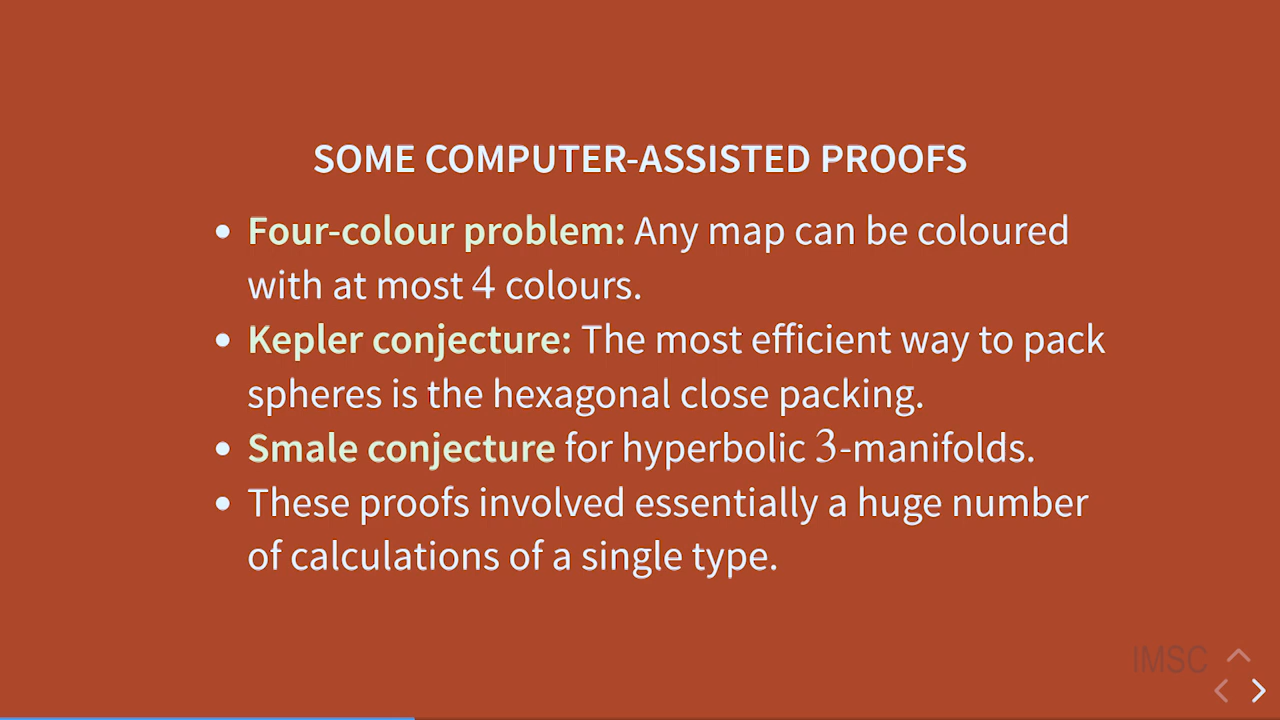 SOME COMPUTER-ASSISTED PROOFS
• Four-colour problem: Any map can be coloured
with at most 4 colours.
• Kepler conjecture: The most efficient way to pack
spheres is the hexagonal close packing.
• Smale conjecture for hyperbolic 3-manifolds.
• These proofs involved essentially a huge number
of calculations of a single type.
IMSC